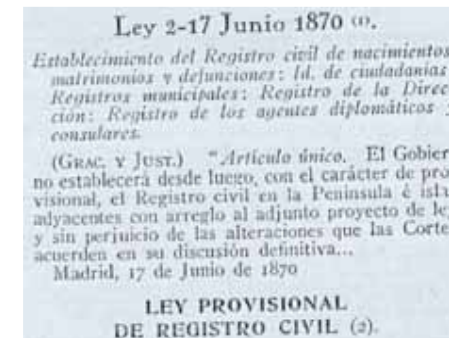 Ley 2-17 Junio 1870 (1).
Establecimiento del Registro civil de nacimientos
matrimonios y defunciones: Id. de ciudadanías
Registros municipales: Registro de la Direc-
ción: Registro de los agentes diplomáticos y
consulares.
(GRAC. Y JUST.) "Artículo único. El Gobier
no establecerá desde luego, con el carácter de pro
visional, el Registro civil en la Península é isla
adyacentes con arreglo al adjunto proyecto de le
y sin perjuicio de las alteraciones que las Corte
acuerden en su discusión definitiva...
Madrid, 17 de Junio de 1870
LEY PROVISIONAL
DE REGISTRO CIVIL (2).